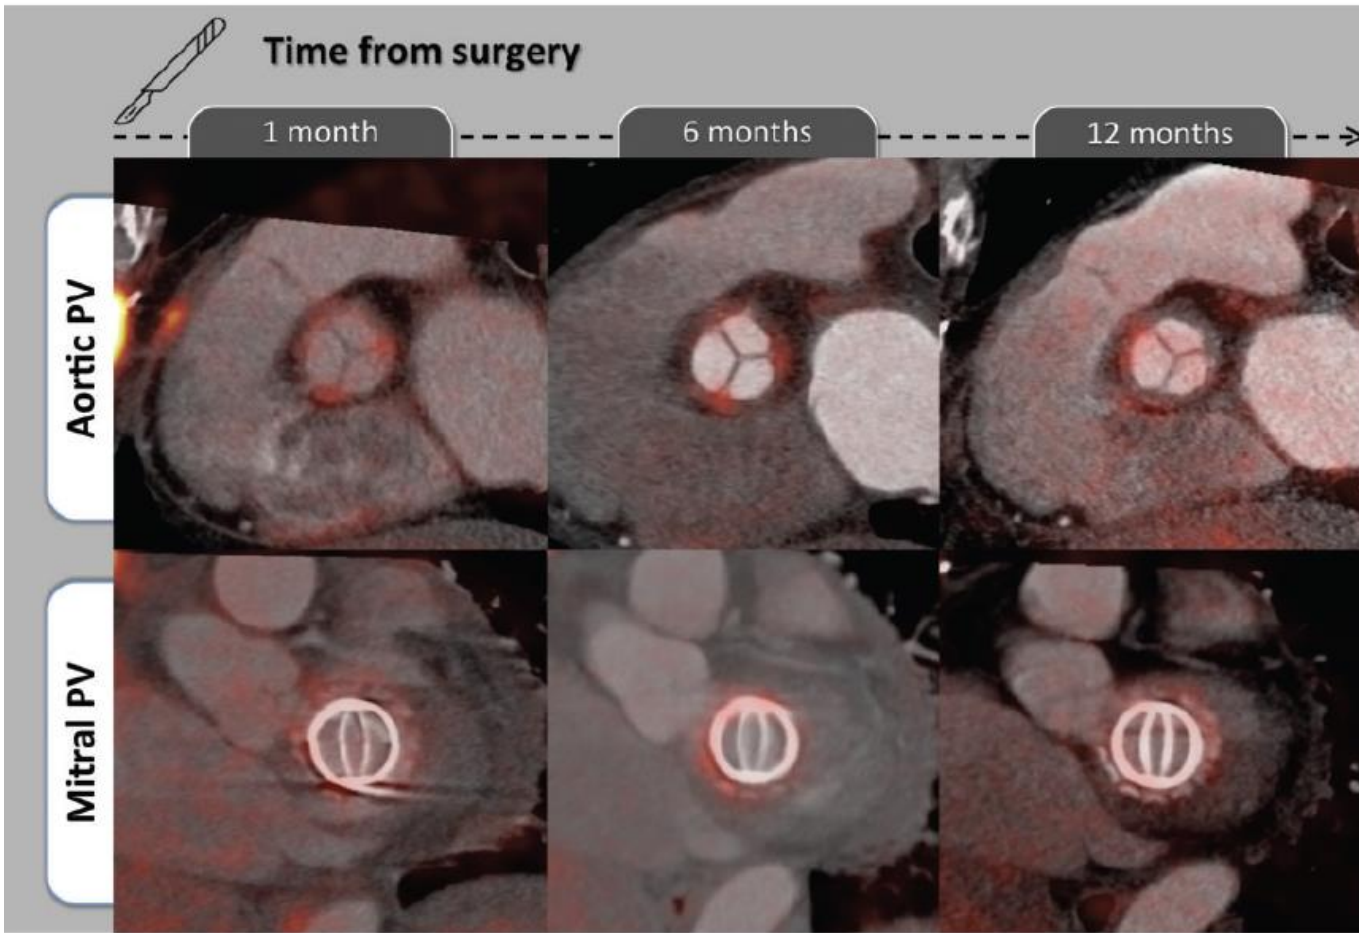 Time from surgery
1 month
6 months
12 months
Aortic PV
Mitral PV